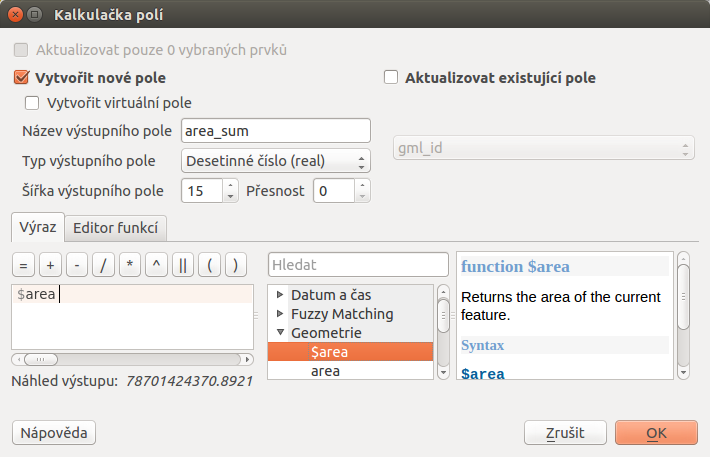 Kalkulačka polí
Aktualizovat pouze 0 vybraných prvků
Vytvořit nové pole
Aktualizovat existující pole
Vytvořit virtuální pole
Název výstupního pole area_sum
gml_id
Typ výstupního pole Desetinné číslo (real)
Šířka výstupního pole 15 Přesnost 0
Výraz Editor funkcí
= + - / * ^ || ( )
$area
Náhled výstupu: 78701424370.8921
Hledat
Datum a čas
Fuzzy Matching
Geometrie
$area
area
function $area
Returns the area of the current
feature.
Syntax
$area
Nápověda Zrušit OK